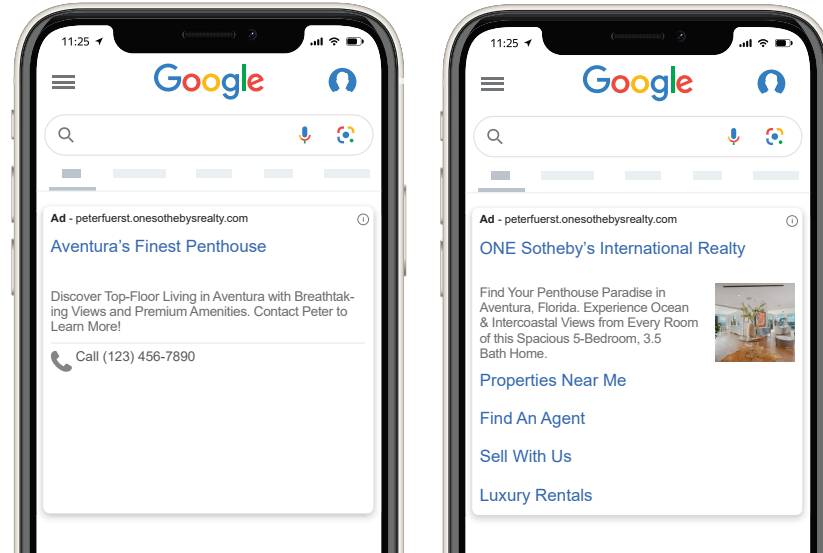 11:25
Google
Ad - peterfuerst.onesothebysrealty.com
Aventura's Finest Penthouse
Discover Top-Floor Living in Aventura with Breathtak-
ing Views and Premium Amenities. Contact Peter to
Learn More!
Call (123) 456-7890
11:25
Google
Ad - peterfuerst.onesothebysrealty.com
ONE Sotheby's International Realty
Find Your Penthouse Paradise in
Aventura, Florida. Experience Ocean
& Intercoastal Views from Every Room
of this Spacious 5-Bedroom, 3.5
Bath Home.
Properties Near Me
Find An Agent
Sell With Us
Luxury Rentals